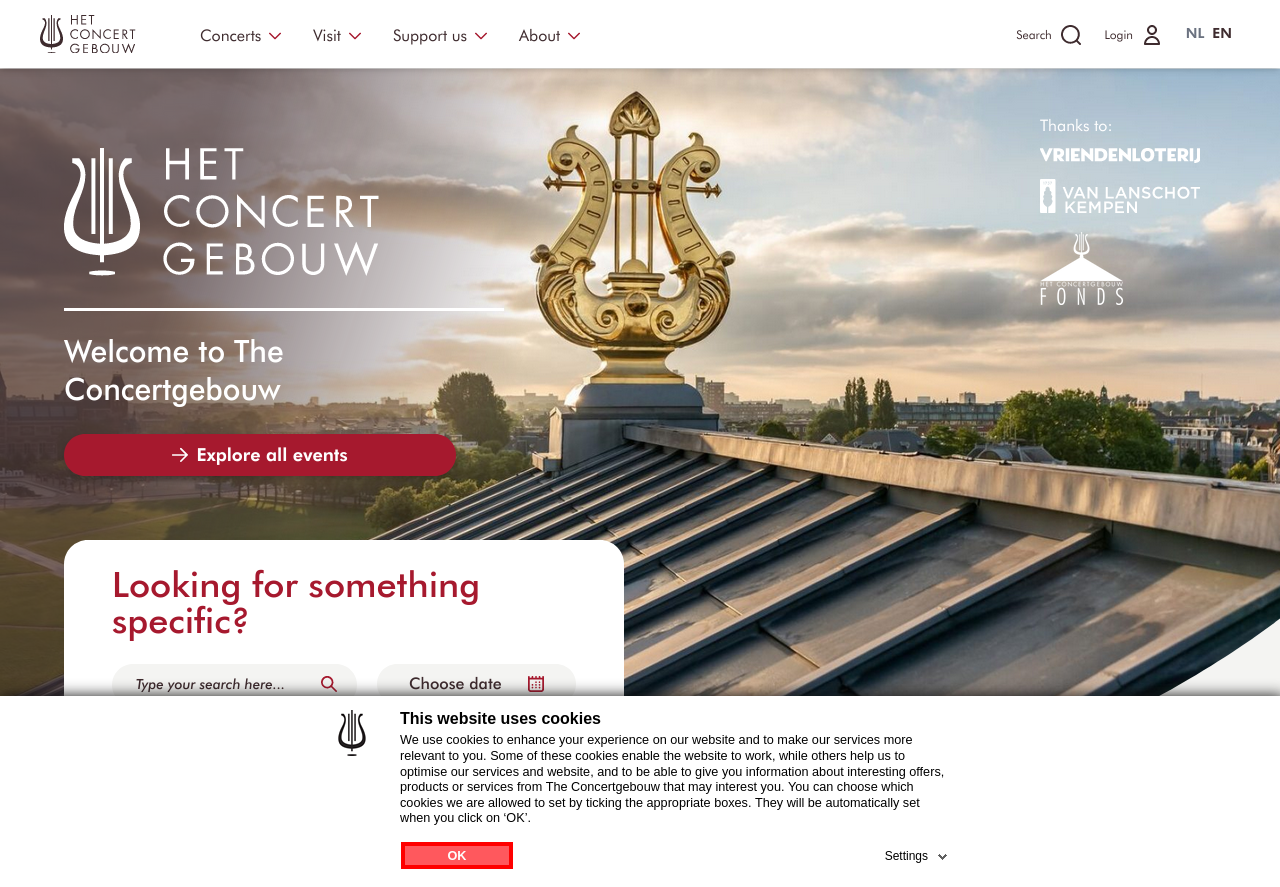 HET
CONCERT
GEBOUW
Concerts
Visit
Support us
About
Search
Login
NL EN
HET
CONCERT
GEBOUW
Thanks to:
VRIENDENLOTERIJ
VAN LANSCHOT
KEMPEN
HET CONCERTGEBOUW
FONDS
Welcome to The
Concertgebouw
Explore all events
dam
Looking for something
specific?
Type your search here...
Choose date
This website uses cookies
We use cookies to enhance your experience on our website and to make our services more
relevant to you. Some of these cookies enable the website to work, while others help us to
optimise our services and website, and to be able to give you information about interesting offers,
products or services from The Concertgebouw that may interest you. You can choose which
cookies we are allowed to set by ticking the appropriate boxes. They will be automatically set
when you click on ‘OK’.
OK
Settings